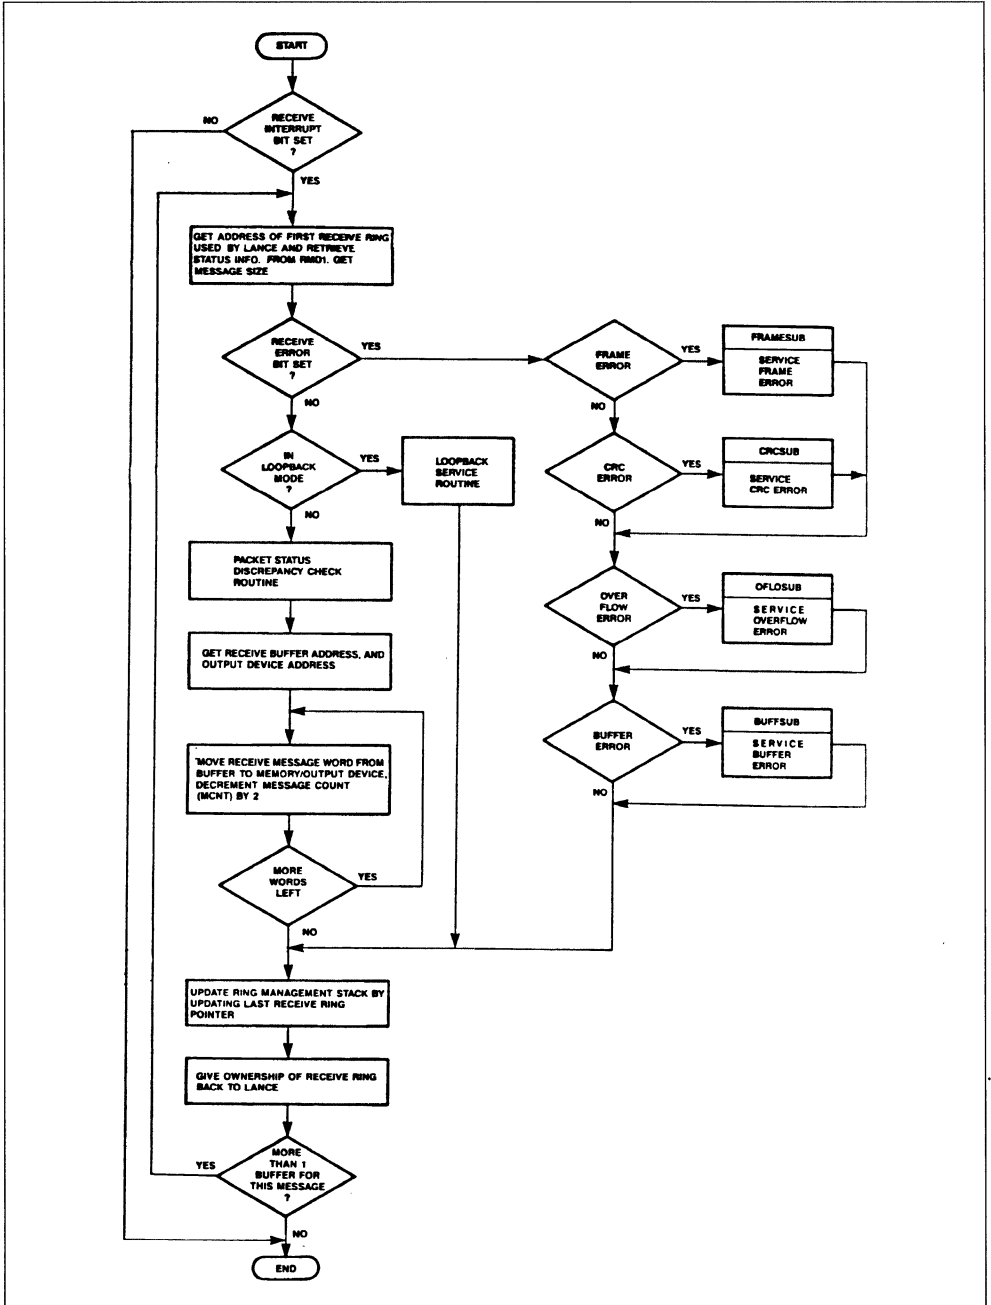 START
RECEIVE
INTERRUPT
BIT SET
?
NO
YES
GET ADDRESS OF FIRST RECEIVE RING
USED BY LANCE AND RETRIEVE
STATUS INFO. FROM RMD1. GET
MESSAGE SIZE
RECEIVE
ERROR
BIT SET
?
YES
NO
FRAME
ERROR
YES
NO
FRAMESUB
SERVICE
FRAME
ERROR
IN
LOOPBACK
MODE
?
YES
NO
LOOPBACK
SERVICE
ROUTINE
CRC
ERROR
YES
NO
CRCSUB
SERVICE
CRC ERROR
PACKET STATUS
DISCREPANCY CHECK
ROUTINE
OVER
FLOW
ERROR
YES
NO
OFLOSUB
SERVICE
OVERFLOW
ERROR
GET RECEIVE BUFFER ADDRESS, AND
OUTPUT DEVICE ADDRESS
BUFFER
ERROR
YES
NO
BUFFSUB
SERVICE
BUFFER
ERROR
MOVE RECEIVE MESSAGE WORD FROM
BUFFER TO MEMORY/OUTPUT DEVICE,
DECREMENT MESSAGE COUNT
(MCNT) BY 2
MORE
WORDS
LEFT
YES
NO
UPDATE RING MANAGEMENT STACK BY
UPDATING LAST RECEIVE RING
POINTER
GIVE OWNERSHIP OF RECEIVE RING
BACK TO LANCE
MORE
THAN 1
BUFFER FOR
THIS MESSAGE
?
YES
NO
END